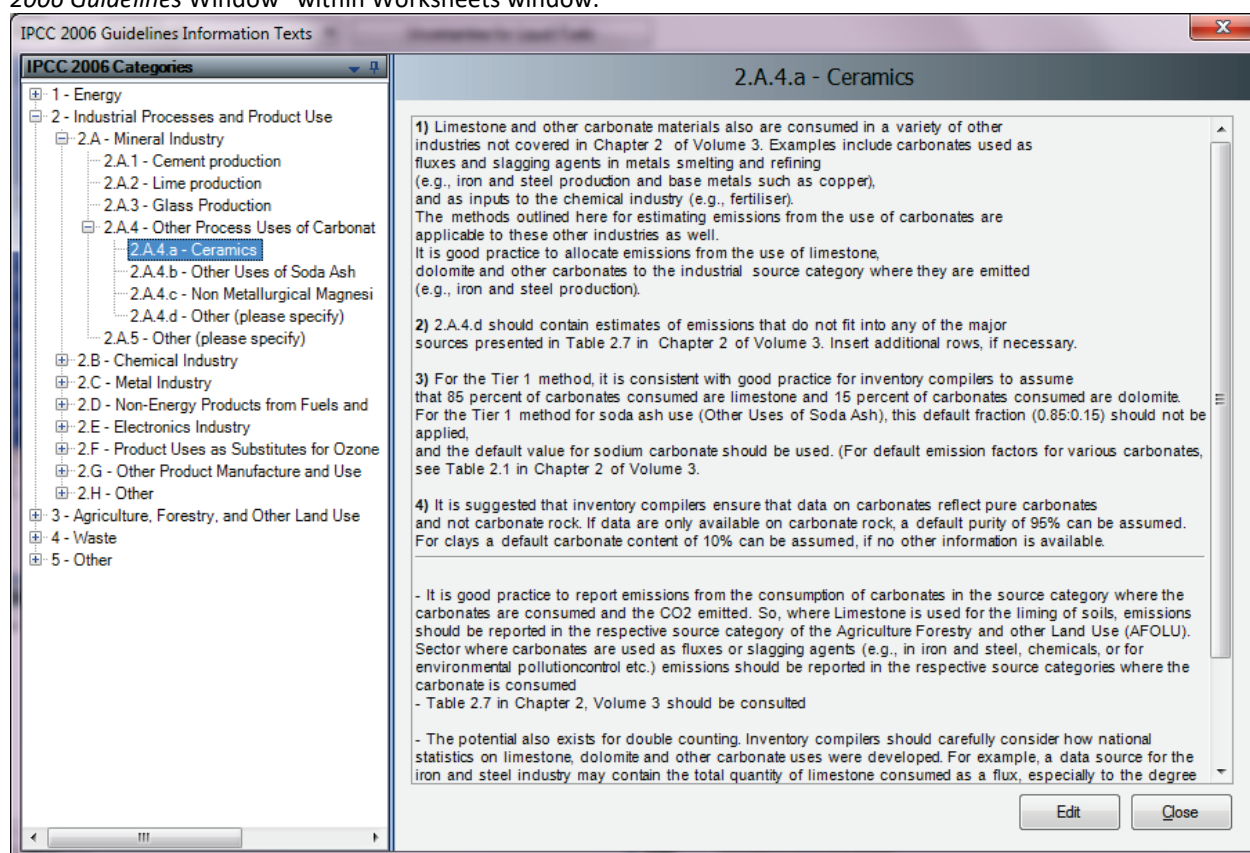 2006 Guidelines Window" within Worksheets window.
IPCC 2006 Guidelines Information Texts
IPCC 2006 Categories
1 - Energy
2 - Industrial Processes and Product Use
2.A - Mineral Industry
2.A.1 - Cement production
2.A.2 - Lime production
2.A.3 - Glass Production
2.A.4 - Other Process Uses of Carbonat
2.A.4.a - Ceramics
2.A.4.b - Other Uses of Soda Ash
2.A.4.c - Non Metallurgical Magnesi
2.A.4.d - Other (please specify)
2.A.5 - Other (please specify)
2.B - Chemical Industry
2.C - Metal Industry
2.D - Non-Energy Products from Fuels and
2.E - Electronics Industry
2.F - Product Uses as Substitutes for Ozone
2.G - Other Product Manufacture and Use
2.H - Other
3 - Agriculture, Forestry, and Other Land Use
4 - Waste
5 - Other
2.A.4.a - Ceramics
1) Limestone and other carbonate materials also are consumed in a variety of other
industries not covered in Chapter 2 of Volume 3. Examples include carbonates used as
fluxes and slagging agents in metals smelting and refining
(e.g., iron and steel production and base metals such as copper),
and as inputs to the chemical industry (e.g., fertiliser).
The methods outlined here for estimating emissions from the use of carbonates are
applicable to these other industries as well.
It is good practice to allocate emissions from the use of limestone,
dolomite and other carbonates to the industrial source category where they are emitted
(e.g., iron and steel production).
2) 2.A.4.d should contain estimates of emissions that do not fit into any of the major
sources presented in Table 2.7 in Chapter 2 of Volume 3. Insert additional rows, if necessary.
3) For the Tier 1 method, it is consistent with good practice for inventory compilers to assume
that 85 percent of carbonates consumed are limestone and 15 percent of carbonates consumed are dolomite.
For the Tier 1 method for soda ash use (Other Uses of Soda Ash), this default fraction (0.85:0.15) should not be
applied,
and the default value for sodium carbonate should be used. (For default emission factors for various carbonates,
see Table 2.1 in Chapter 2 of Volume 3.
4) It is suggested that inventory compilers ensure that data on carbonates reflect pure carbonates
and not carbonate rock. If data are only available on carbonate rock, a default purity of 95% can be assumed.
For clays a default carbonate content of 10% can be assumed, if no other information is available.
- It is good practice to report emissions from the consumption of carbonates in the source category where the
carbonates are consumed and the CO2 emitted. So, where Limestone is used for the liming of soils, emissions
should be reported in the respective source category of the Agriculture Forestry and other Land Use (AFOLU).
Sector where carbonates are used as fluxes or slagging agents (e.g., in iron and steel, chemicals, or for
environmental pollutioncontrol etc.) emissions should be reported in the respective source categories where the
carbonate is consumed
- Table 2.7 in Chapter 2, Volume 3 should be consulted
- The potential also exists for double counting. Inventory compilers should carefully consider how national
statistics on limestone, dolomite and other carbonate uses were developed. For example, a data source for the
iron and steel industry may contain the total quantity of limestone consumed as a flux, especially to the degree
Edit
Close